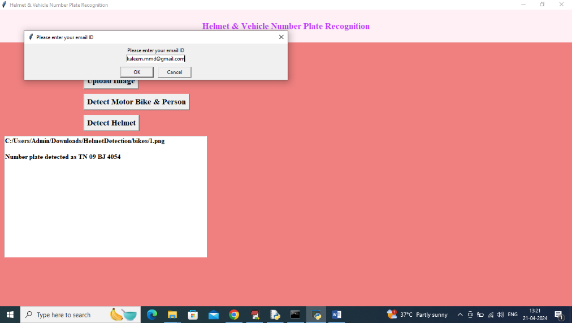 Helmet & Vehicle Number Plate Recognition
Helmet & Vehicle Number Plate Recognition
Please enter your email ID
Please enter your email ID
OK
Cancel
Upload Image
Detect Motor Bike & Person
Detect Helmet
C:/Users/Admin/Downloads/HelmetDetection/bikes/1.png
Number plate detected as TN 09 BJ 4054
Type here to search
37°C Partly sunny
ENG
13:21
21-04-2024